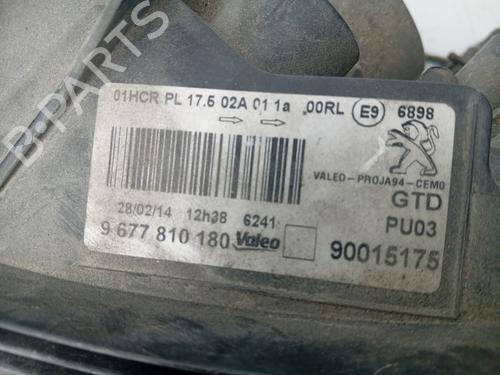 01HCR PL 17.5 02A 01 1a 00RL E9 6898
VALEO-PROJA94-CEMO
GTD
28/02/14 12h38 6241
PU03
9 677 810 180 Valeo 90015175
B-PARTS